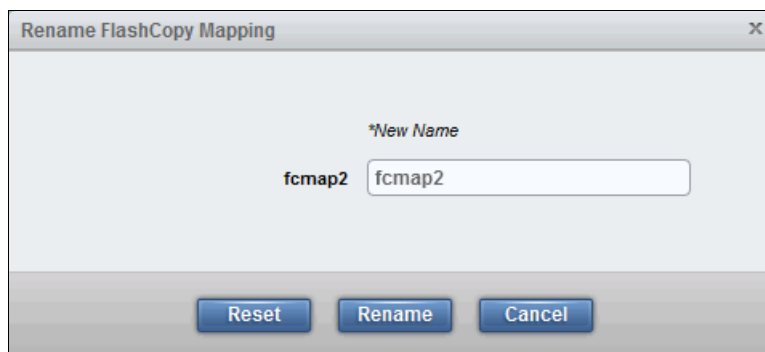 Rename FlashCopy Mapping x
*New Name
fcmap2 fcmap2
Reset Rename Cancel